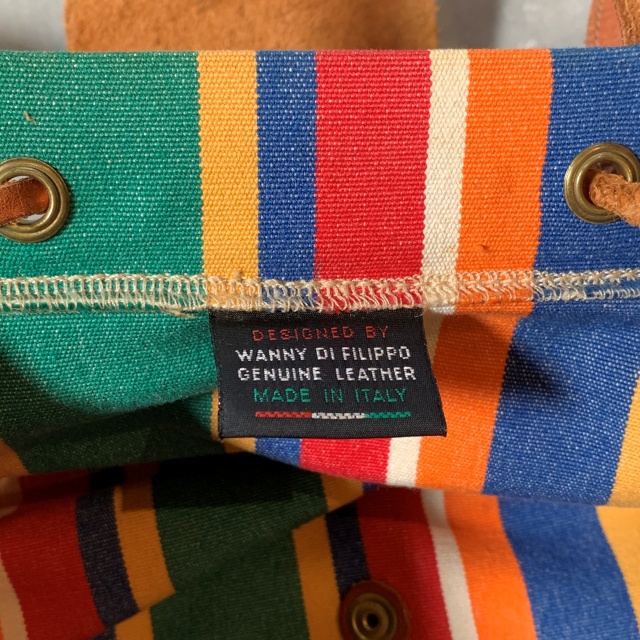 DESIGNED BY
WANNY DI FILIPPO
GENUINE LEATHER
MADE IN ITALY